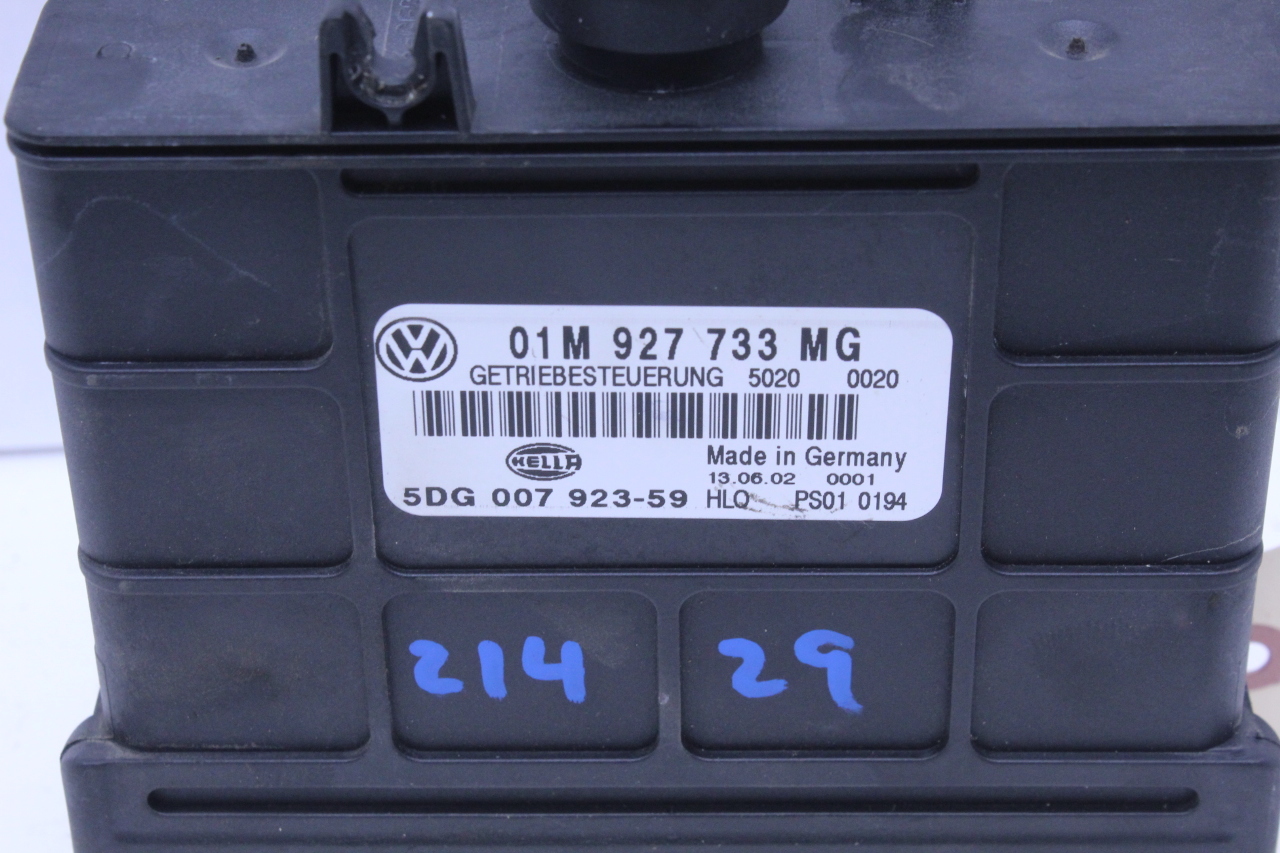 01M 927 733 MG
GETRIEBESTEUERUNG 5020 0020
HELLA
Made in Germany
13.06.02 0001
5DG 007 923-59 HLQ PS01 0194
214 29